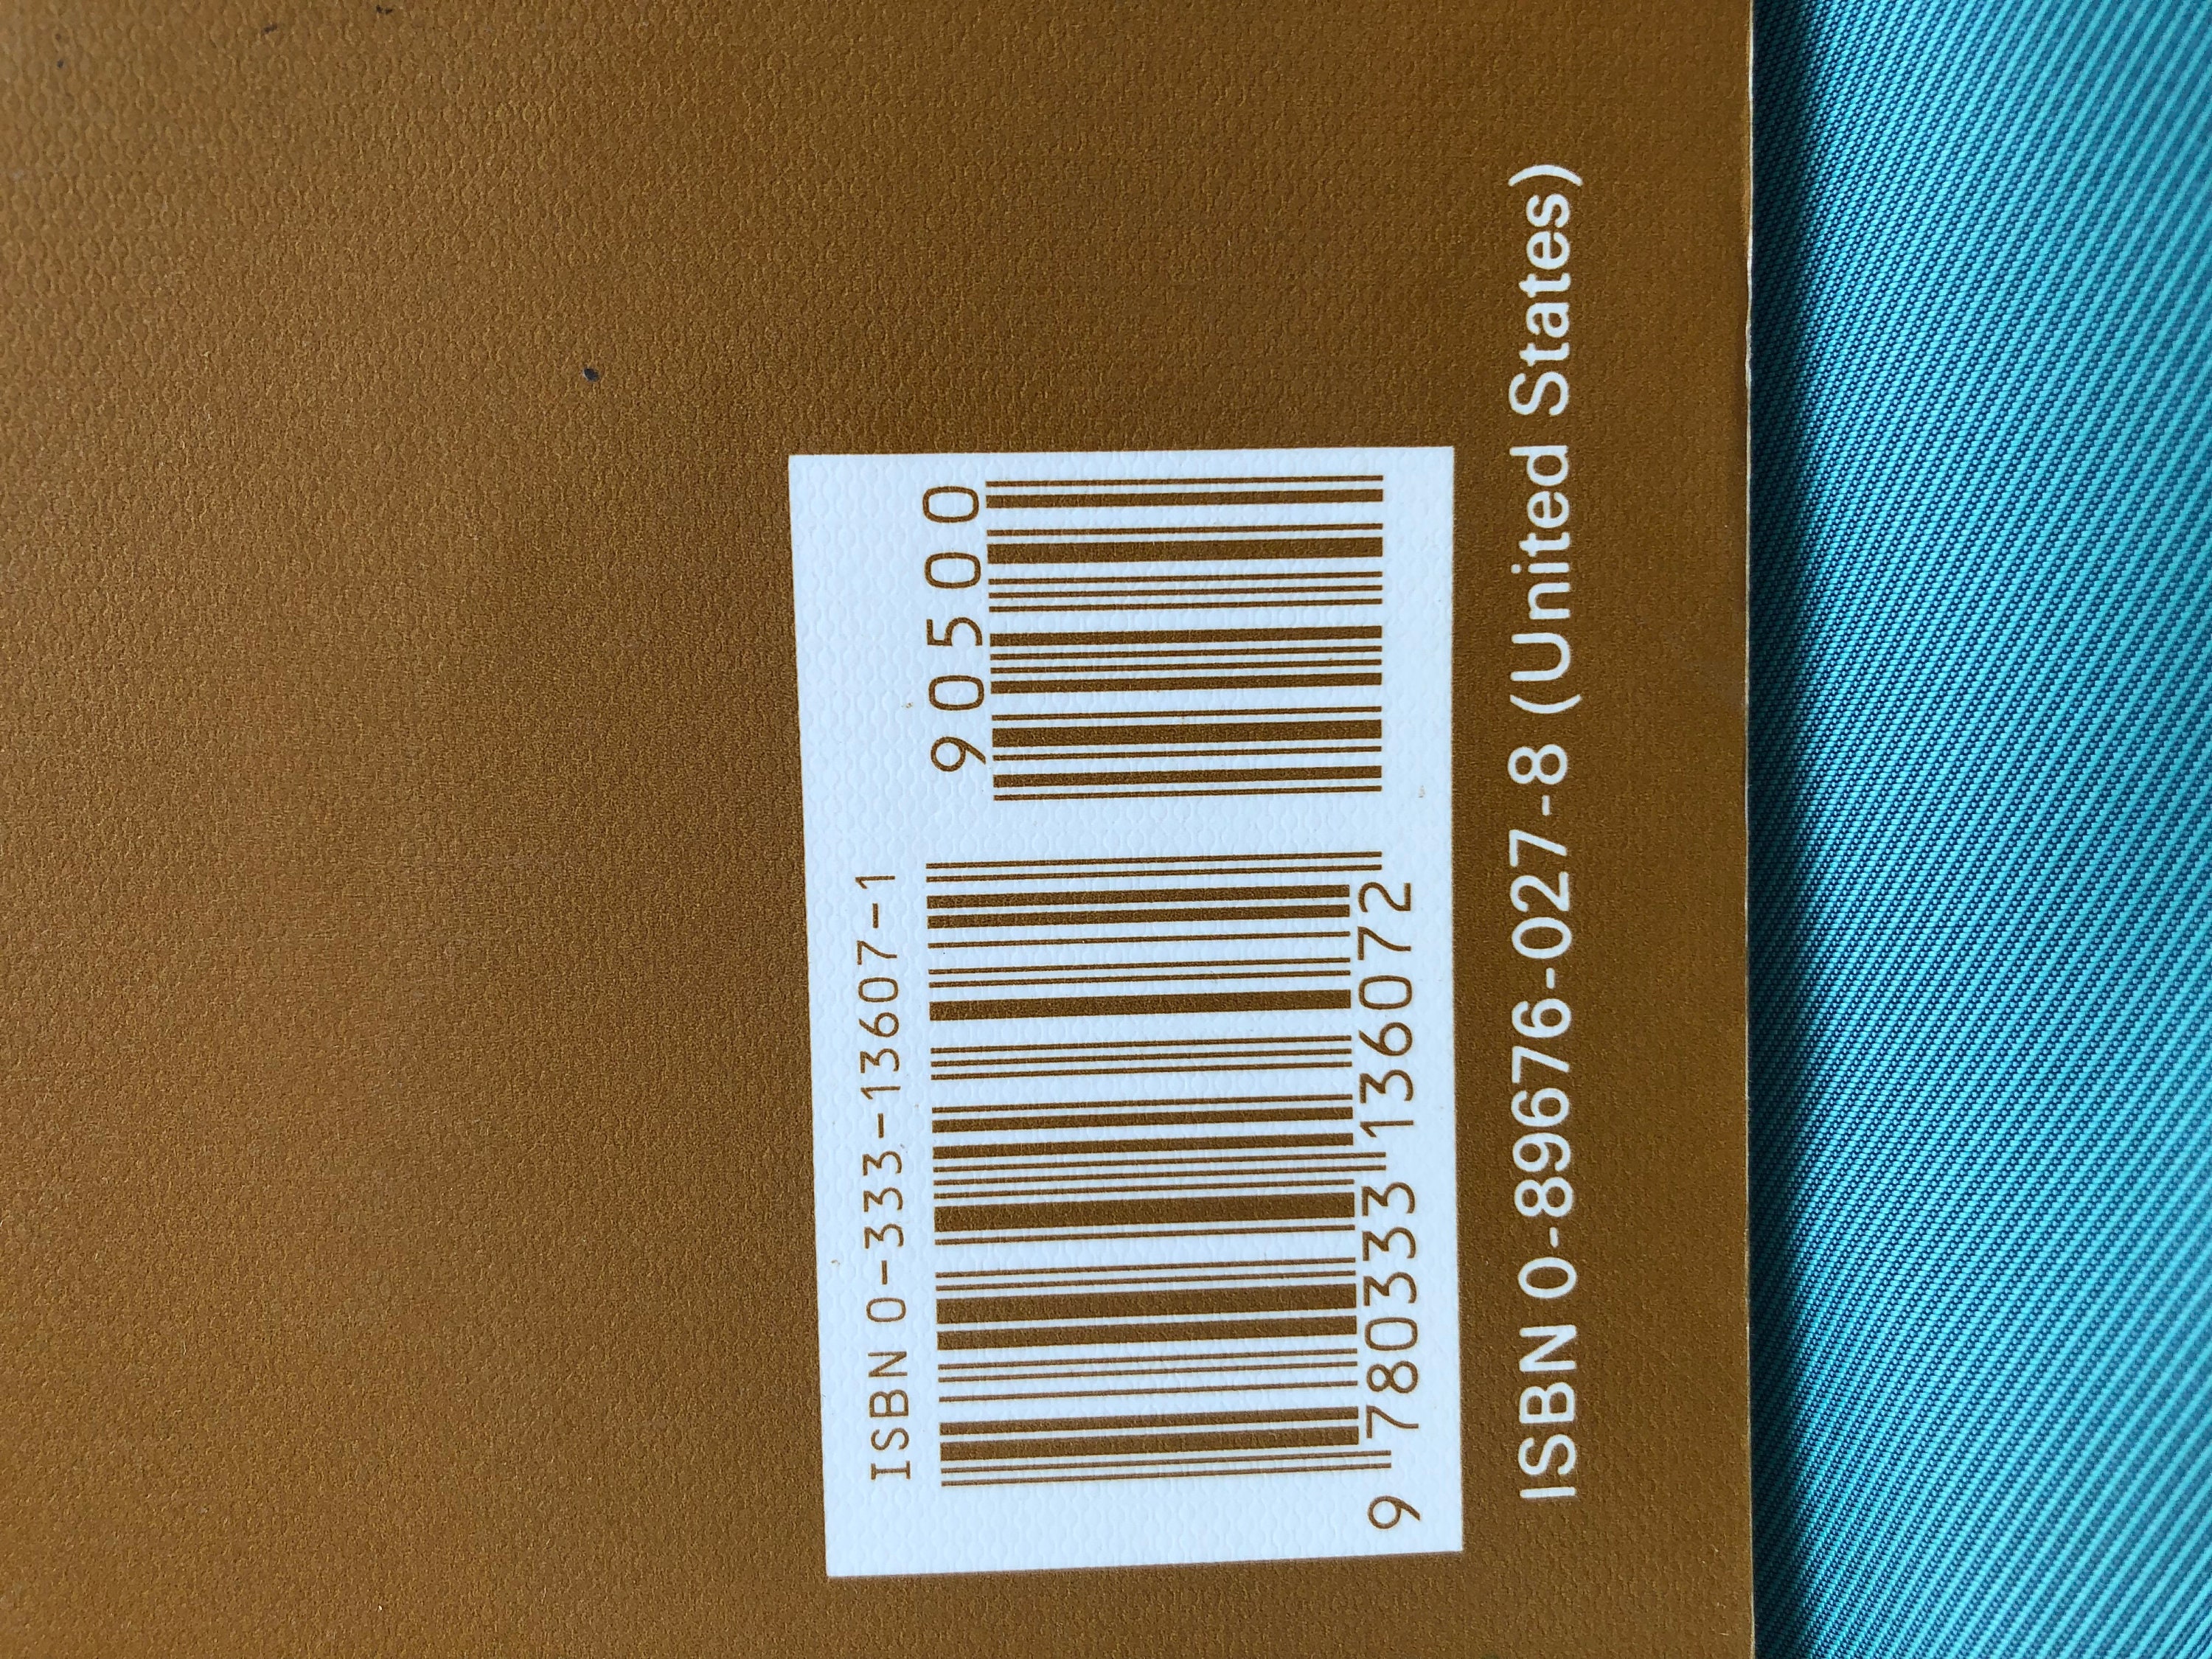 ISBN 0-333-13607-1
90500
9 780333 136072
ISBN 0-89676-027-8 (United States)